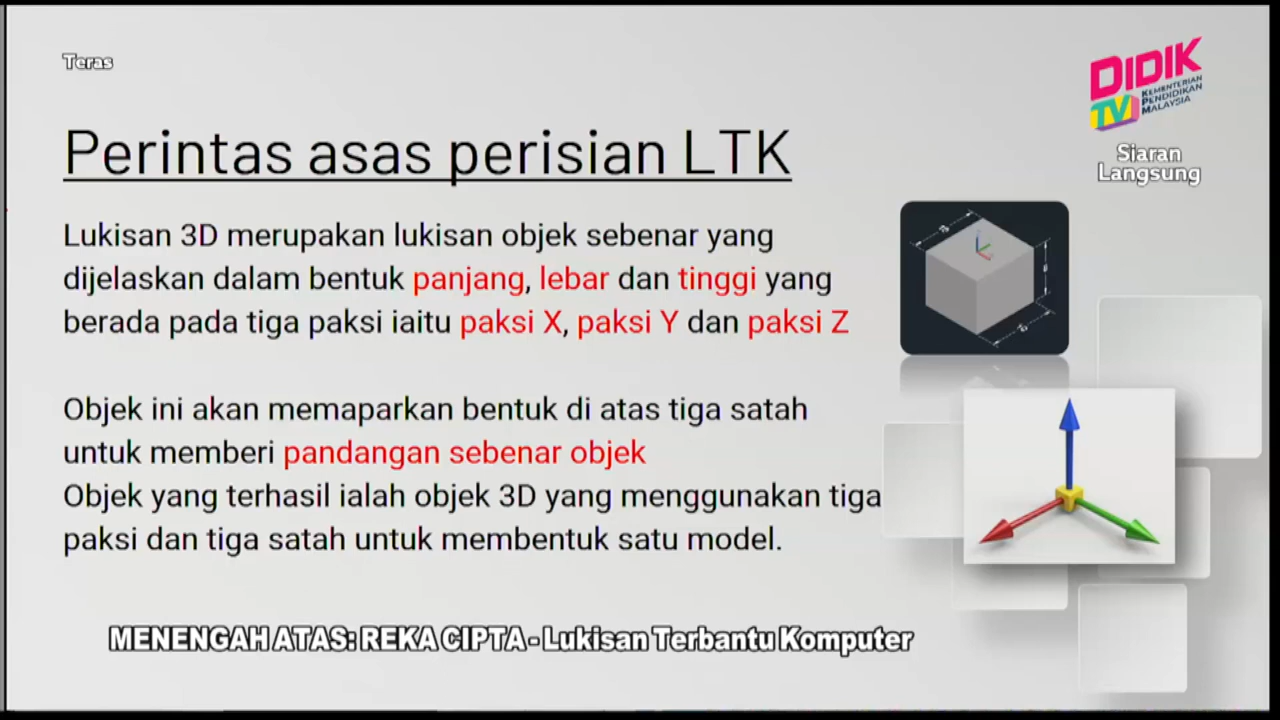 Teras
DIDIK
TV
KEMENTERIAN
PENDIDIKAN
MALAYSIA
Siaran
Langsung
Perintas asas perisian LTK
Lukisan 3D merupakan lukisan objek sebenar yang
dijelaskan dalam bentuk panjang, lebar dan tinggi yang
berada pada tiga paksi iaitu paksi X, paksi Y dan paksi Z
Objek ini akan memaparkan bentuk di atas tiga satah
untuk memberi pandangan sebenar objek
Objek yang terhasil ialah objek 3D yang menggunakan tiga
paksi dan tiga satah untuk membentuk satu model.
MENENGAH ATAS: REKA CIPTA - Lukisan Terbantu Komputer